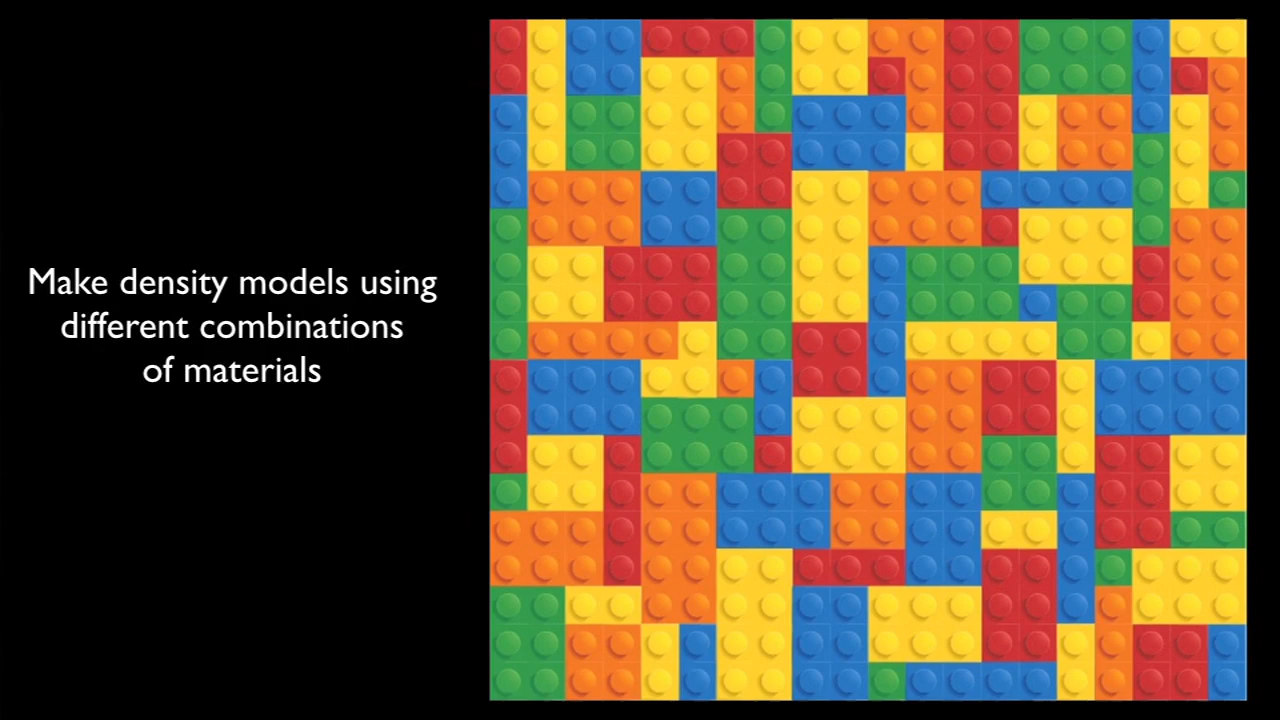 Make density models using
different combinations
of materials